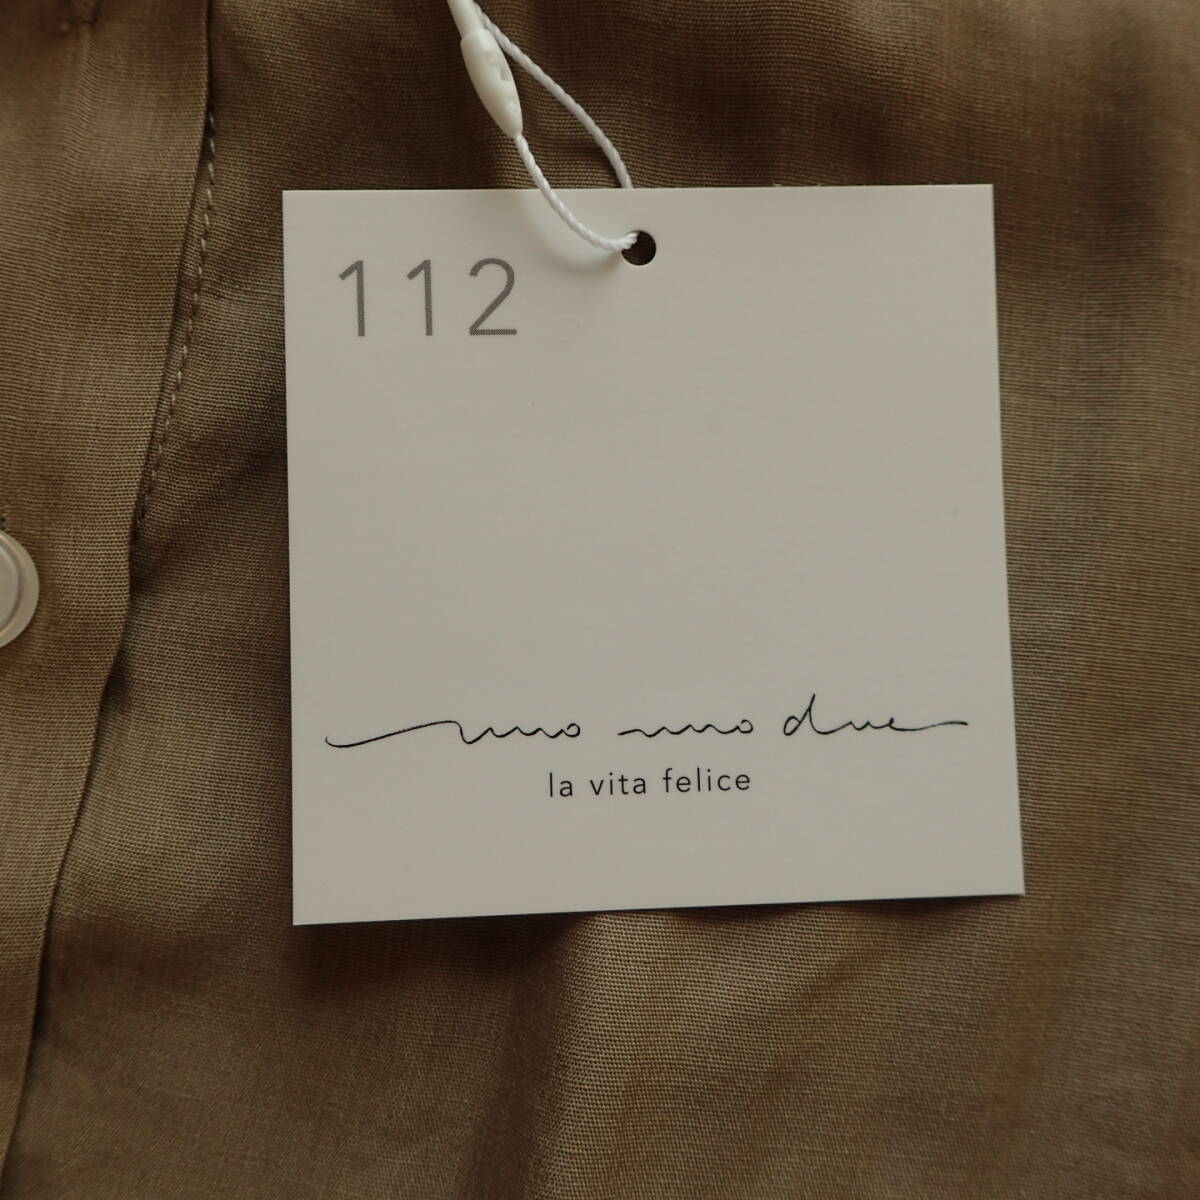 112
uno uno due
la vita felice